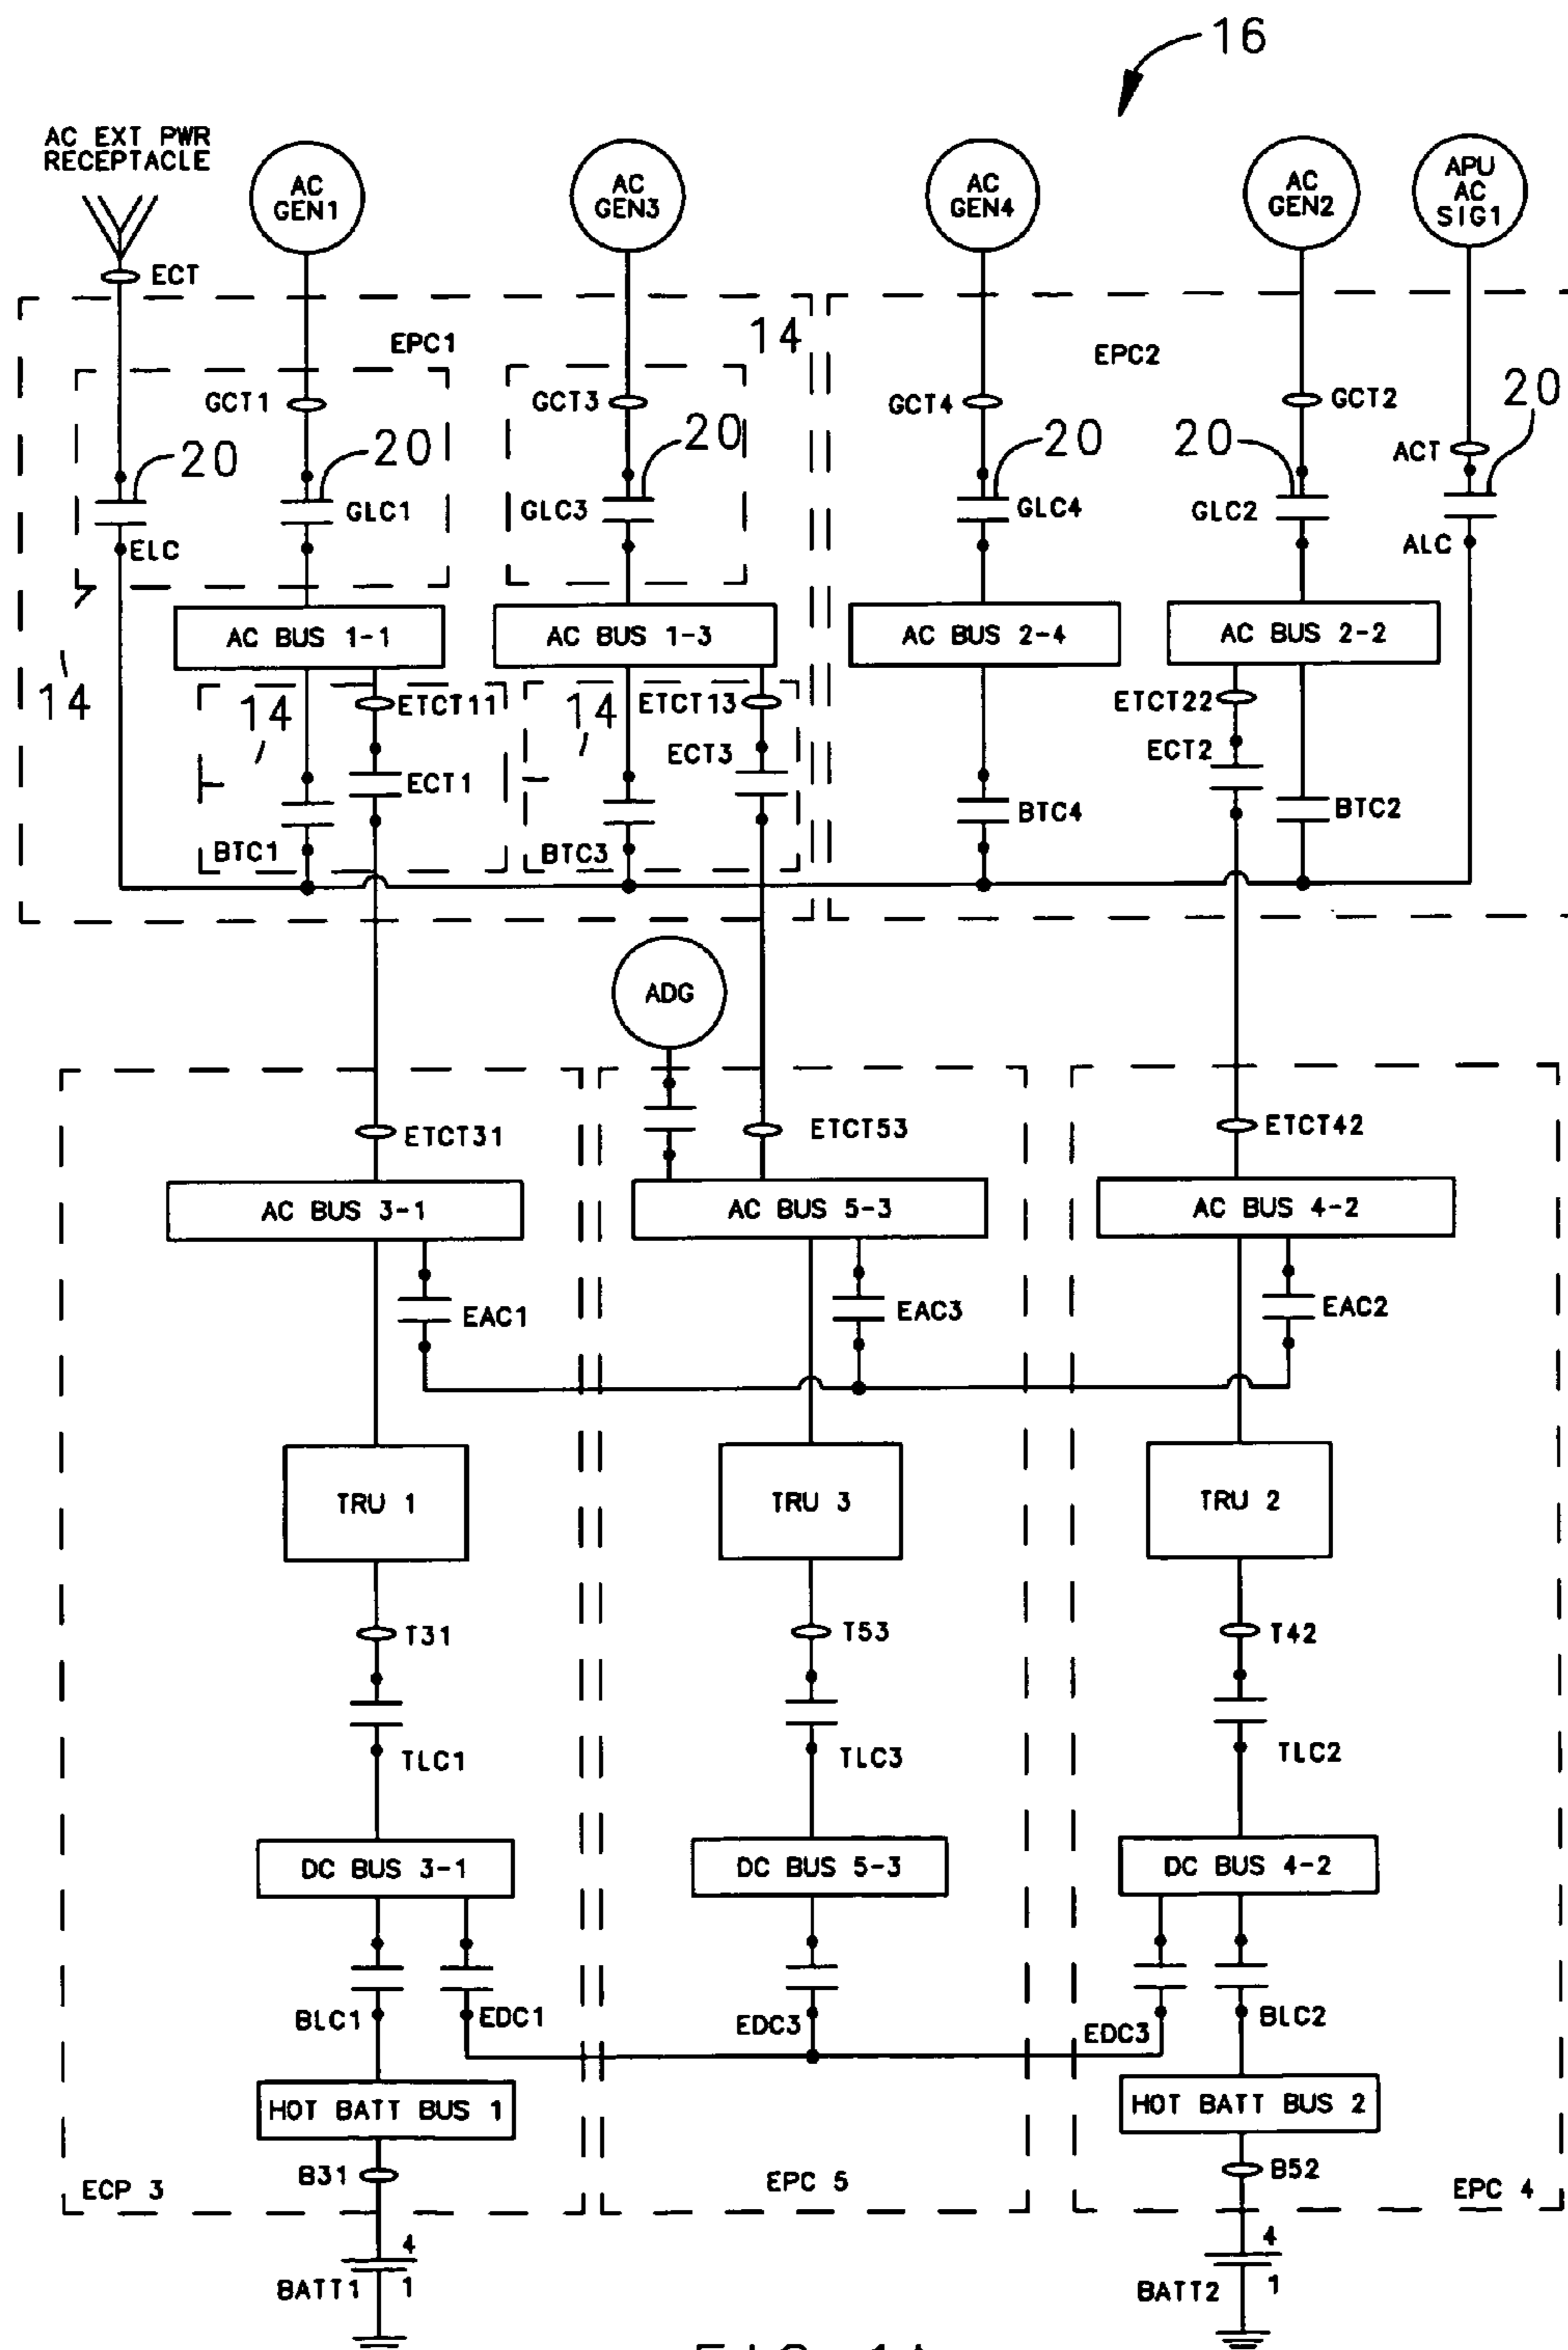 16
AC EXT PWR
RECEPTACLE
AC
GEN1
AC
GEN3
AC
GEN4
AC
GEN2
APU
AC
SIG1
ECT
EPC1
14
EPC2
GCT1
GCT3
GCT4
GCT2
20
ACT
20
20
20
20
20
GLC1
GLC3
GLC4
GLC2
ELC
ALC
AC BUS 1-1
AC BUS 1-3
AC BUS 2-4
AC BUS 2-2
14
14
ETCT11
14
ETCT13
ETCT22
ECT1
ECT3
ECT2
BTC1
BTC3
BTC4
BTC2
ADG
ETCT31
ETCT53
ETCT42
AC BUS 3-1
AC BUS 5-3
AC BUS 4-2
EAC1
EAC3
EAC2
TRU 1
TRU 3
TRU 2
T31
T53
T42
TLC1
TLC3
TLC2
DC BUS 3-1
DC BUS 5-3
DC BUS 4-2
BLC1
EDC1
EDC3
EDC3
BLC2
HOT BATT BUS 1
HOT BATT BUS 2
B31
B52
ECP 3
EPC 5
EPC 4
4
BATT1
1
4
BATT2
1